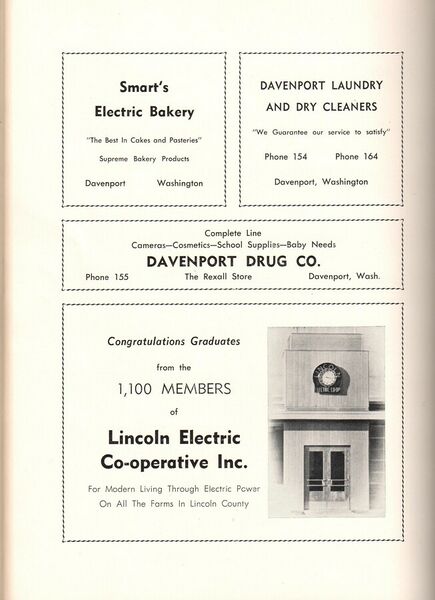 Smart's
Electric Bakery
"The Best In Cakes and Pasteries"
Supreme Bakery Products
Davenport Washington
DAVENPORT LAUNDRY
AND DRY CLEANERS
"We Guarantee our service to satisfy"
Phone 154 Phone 164
Davenport, Washington
Complete Line
Cameras—Cosmetics—School Supplies—Baby Needs
DAVENPORT DRUG CO.
Phone 155 The Rexall Store Davenport, Wash.
Congratulations Graduates
from the
1,100 MEMBERS
of
Lincoln Electric
Co-operative Inc.
For Modern Living Through Electric Power
On All The Farms In Lincoln County
LINCOLN